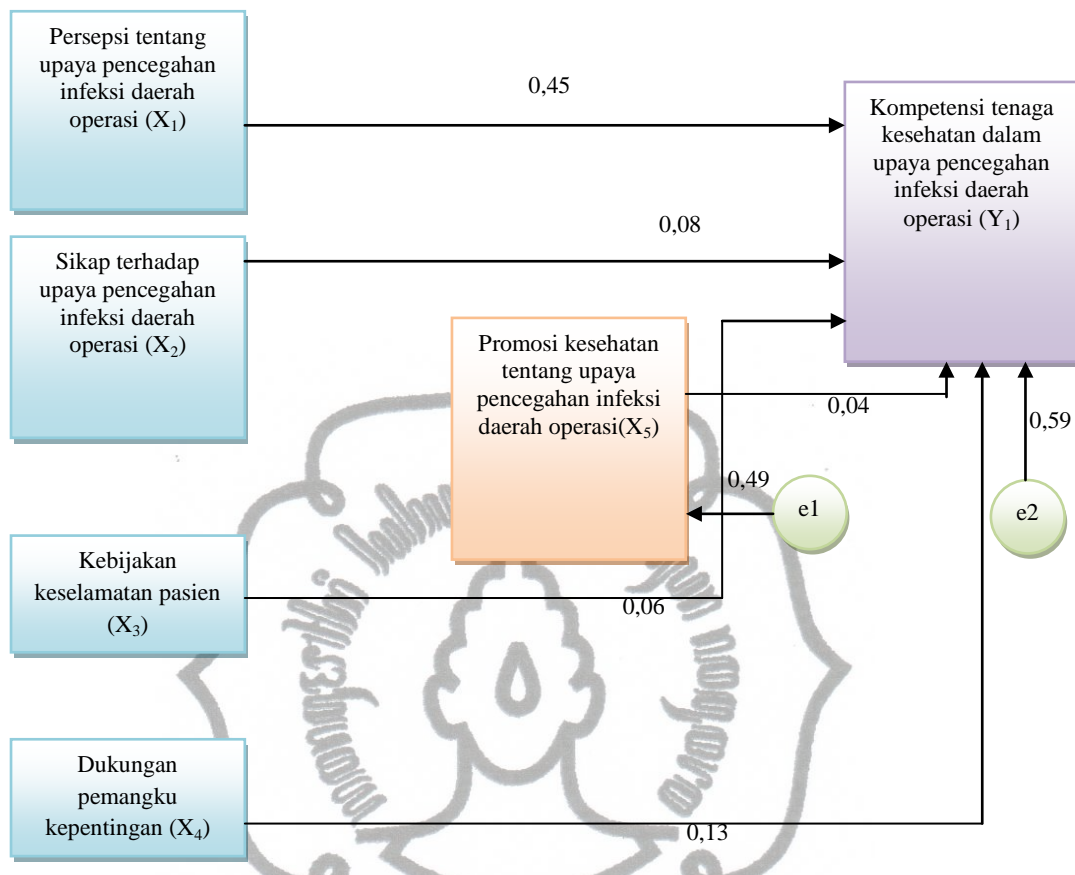 Persepsi tentang
upaya pencegahan
infeksi daerah
operasi (X₁)
0,45
Kompetensi tenaga
kesehatan dalam
upaya pencegahan
infeksi daerah
operasi (Y₁)
0,08
Sikap terhadap
upaya pencegahan
infeksi daerah
operasi (X₂)
Promosi kesehatan
tentang upaya
pencegahan infeksi
daerah operasi(X₅)
0,04
0,59
0,49
e1
e2
Kebijakan
keselamatan pasien
(X₃)
0,06
Dukungan
pemangku
kepentingan (X₄)
0,13